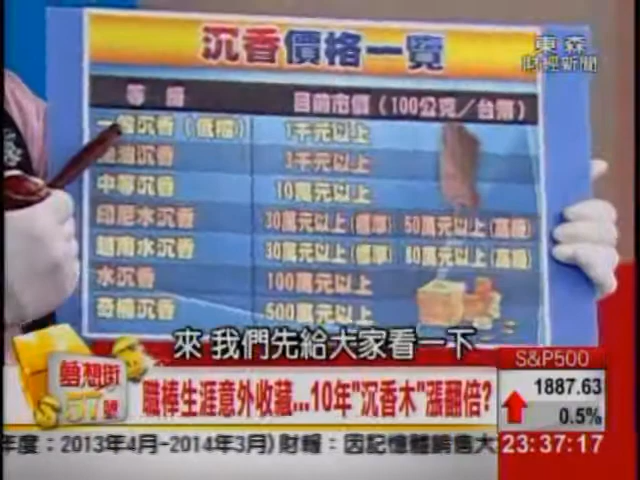 東森
財經新聞
沉香價格一覽
等級 目前市價(100公克/台幣)
一般沉香(低檔) 1千元以上
3千元以上
中等沉香 10萬元以上
印尼水沉香 30萬元以上(標準) 50萬元以上(高級)
越南水沉香 30萬元以上(標準) 60萬元以上(高級)
水沉香 100萬元以上
奇楠沉香 500萬元以上
來 我們先給大家看一下
夢想街
57號
職棒生涯意外收藏...10年"沉香木"漲翻倍?
S&P500
1887.63
0.5%
年度:2013年4月-2014年3月)財報:因記憶體銷售大
23:37:17